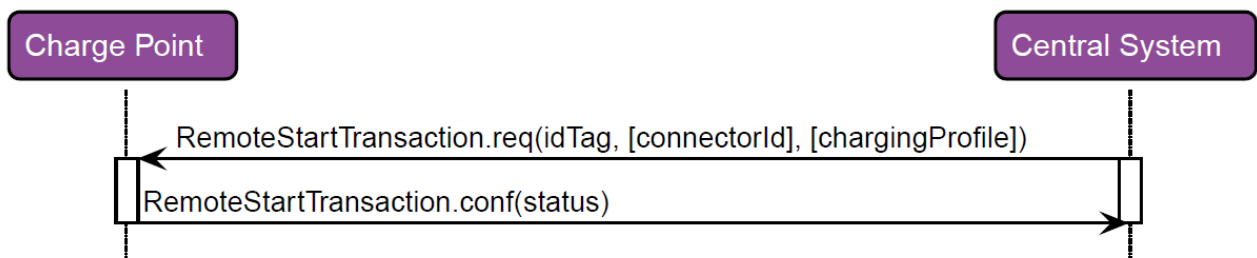 Charge Point
Central System
RemoteStartTransaction.req(idTag, [connectorId], [chargingProfile])
RemoteStartTransaction.conf(status)